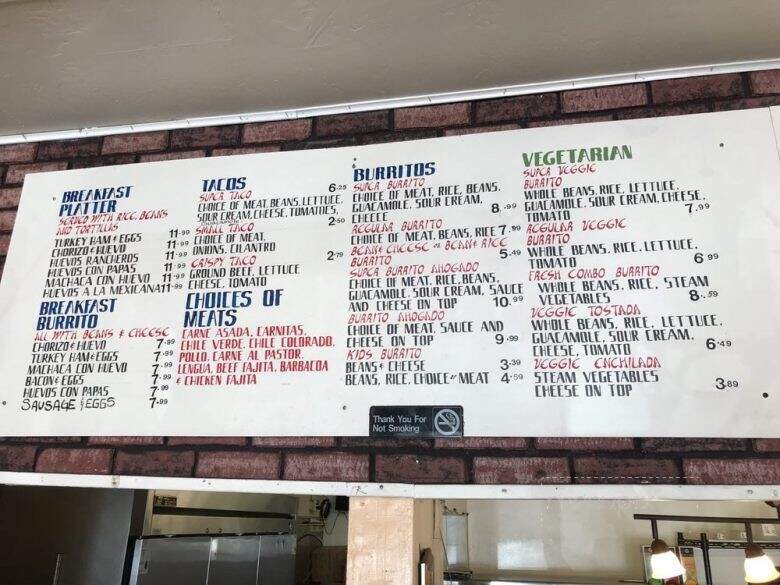 BREAKFAST
PLATTER
SERVED WITH RICE, BEANS
AND TORTILLAS
TURKEY HAM & EGGS 11.99
CHORIZO & HUEVO 11.99
HUEVOS RANCHEROS 11.99
HUEVOS CON PAPAS 11.99
MACHACA CON HUEVO 11.99
HUEVOS A LA MEXICANA 11.99
BREAKFAST
BURRITO
ALL WITH BEANS & CHEESE
CHORIZO & HUEVO 7.99
TURKEY HAM & EGGS 7.99
MACHACA CON HUEVO 7.99
BACON & EGGS 7.99
HUEVOS CON PAPAS 7.99
SAUSAGE & EGGS 7.99
TACOS
SUPER TACO 6.25
CHOICE OF MEAT, BEANS, LETTUCE,
SOUR CREAM, CHEESE, TOMATOES,
GUACAMOLE
SMALL TACO 2.50
CHOICE OF MEAT,
ONIONS, CILANTRO
CRISPY TACO 2.79
GROUND BEEF, LETTUCE
CHEESE, TOMATO
CHOICES OF
MEATS
CARNE ASADA, CARNITAS,
CHILE VERDE, CHILE COLORADO,
POLLO, CARNE AL PASTOR,
LENGUA, BEEF FAJITA, BARBACOA
& CHICKEN FAJITA
BURRITOS
SUPER BURRITO
CHOICE OF MEAT, RICE, BEANS,
GUACAMOLE, SOUR CREAM, 8.99
CHEECE
REGULAR BURRITO
CHOICE OF MEAT, BEANS, RICE 7.99
BEAN & CHEESE OR BEAN & RICE 5.49
BURRITO
SUPER BURRITO AHOGADO
CHOICE OF MEAT, RICE, BEANS,
GUACAMOLE, SOUR CREAM, SAUCE
AND CHEESE ON TOP 10.99
BURRITO AHOGADO
CHOICE OF MEAT, SAUCE AND
CHEESE ON TOP 9.99
KIDS BURRITO
BEANS & CHEESE 3.39
BEANS, RICE, CHOICE OF MEAT 4.59
VEGETARIAN
SUPER VEGGIE
BURRITO
WHOLE BEANS, RICE, LETTUCE,
GUACAMOLE, SOUR CREAM, CHEESE,
TOMATO 7.99
REGULAR VEGGIE
BURRITO
WHOLE BEANS, RICE, LETTUCE,
TOMATO 6.99
FRESH COMBO BURRITO
WHOLE BEANS, RICE, STEAM
VEGETABLES 8.59
VEGGIE TOSTADA
WHOLE BEANS, RICE, LETTUCE,
GUACAMOLE, SOUR CREAM,
CHEESE, TOMATO 6.49
VEGGIE ENCHILADA
STEAM VEGETABLES
CHEESE ON TOP 3.89
Thank You For
Not Smoking